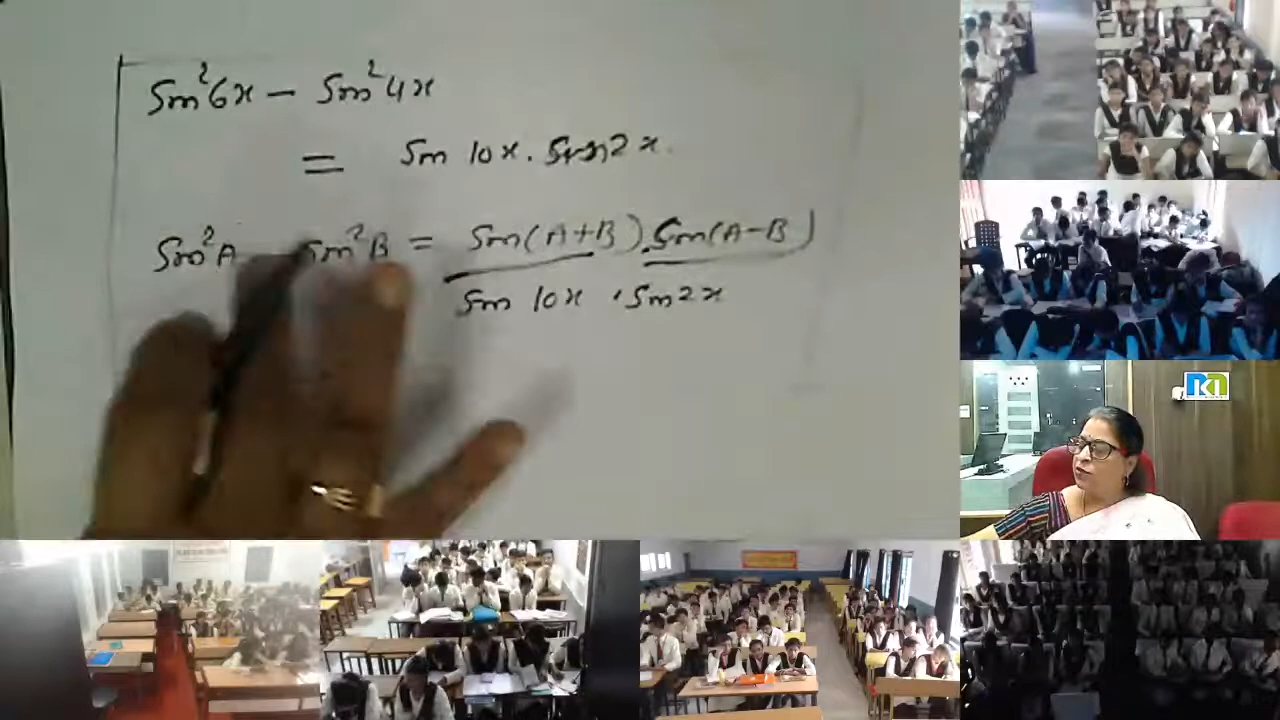 Sin²6x − Sin²4x
= Sin 10x . Sin2x.
Sin²A − Sin²B = Sin(A+B).Sin(A−B)
Sin 10x . Sin2x